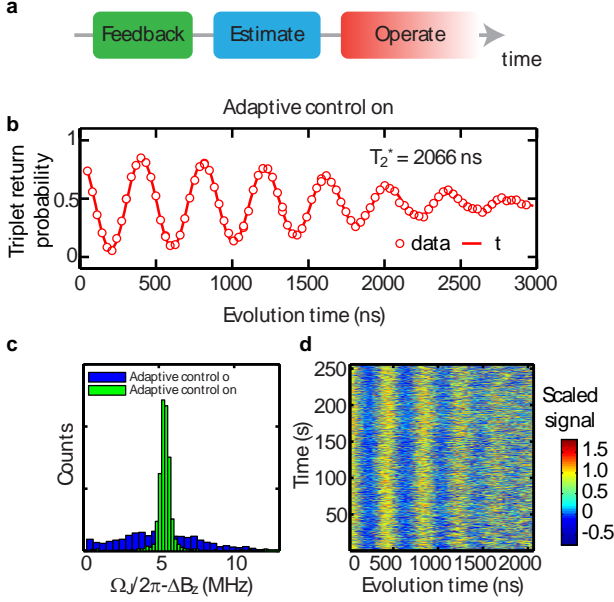 a
Feedback
Estimate
Operate
time
Adaptive control on
b
Triplet return
probability
1
0.5
0
T2* = 2066 ns
data
t
0
500
1000
1500
2000
2500
3000
Evolution time (ns)
c
Adaptive control o
Adaptive control on
Counts
0
5
10
ΩJ/2π-ΔBz (MHz)
d
Time (s)
250
200
150
100
50
0
500
1000
1500
2000
Evolution time (ns)
Scaled
signal
1.5
1.0
0.5
0
-0.5